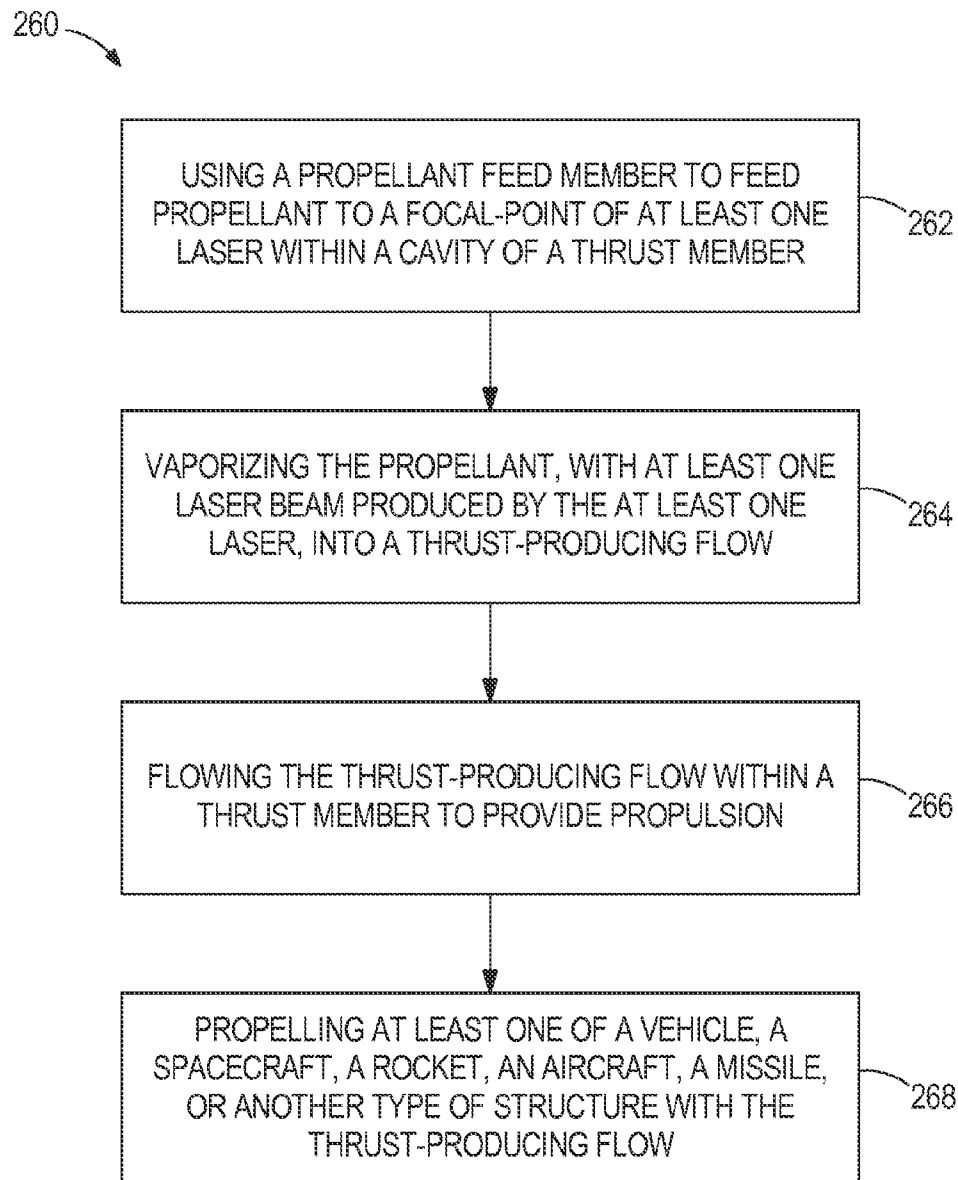 260
USING A PROPELLANT FEED MEMBER TO FEED
PROPELLANT TO A FOCAL-POINT OF AT LEAST ONE
LASER WITHIN A CAVITY OF A THRUST MEMBER
262
VAPORIZING THE PROPELLANT, WITH AT LEAST ONE
LASER BEAM PRODUCED BY THE AT LEAST ONE
LASER, INTO A THRUST-PRODUCING FLOW
264
FLOWING THE THRUST-PRODUCING FLOW WITHIN A
THRUST MEMBER TO PROVIDE PROPULSION
266
PROPELLING AT LEAST ONE OF A VEHICLE, A
SPACECRAFT, A ROCKET, AN AIRCRAFT, A MISSILE,
OR ANOTHER TYPE OF STRUCTURE WITH THE
THRUST-PRODUCING FLOW
268